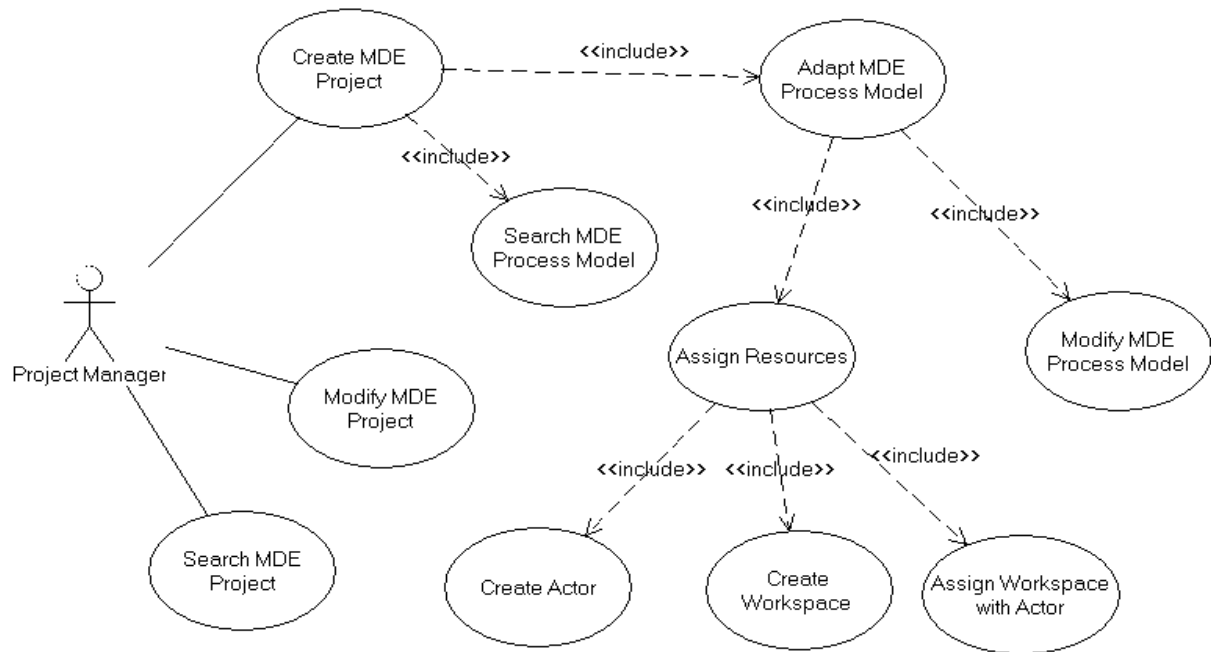 Create MDE
Project
<<include>>
Adapt MDE
Process Model
<<include>>
Search MDE
Process Model
<<include>>
<<include>>
Project Manager
Assign Resources
Modify MDE
Process Model
Modify MDE
Project
<<include>>
<<include>>
<<include>>
Search MDE
Project
Create Actor
Create
Workspace
Assign Workspace
with Actor